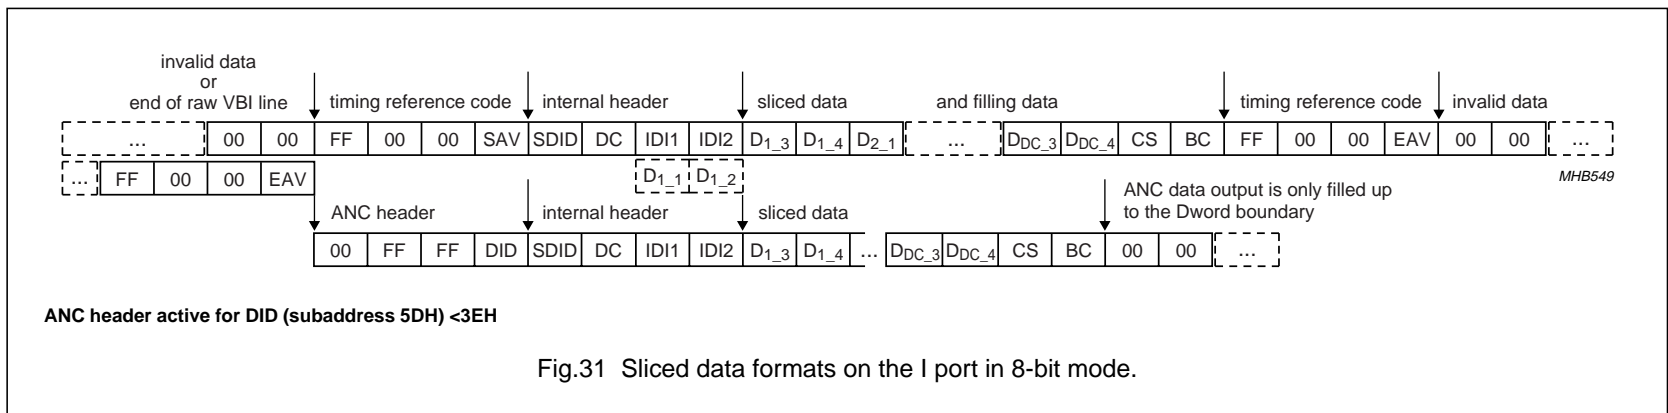 invalid data
or
end of raw VBI line
timing reference code internal header sliced data and filling data timing reference code invalid data
... 00 00 FF 00 00 SAV SDID DC IDI1 IDI2 D1_3 D1_4 D2_1 ... DDC_3 DDC_4 CS BC FF 00 00 EAV 00 00 ...
... FF 00 00 EAV D1_1 D1_2 MHB549
ANC header internal header sliced data
ANC data output is only filled up
to the Dword boundary
00 FF FF DID SDID DC IDI1 IDI2 D1_3 D1_4 ... DDC_3 DDC_4 CS BC 00 00 ...
ANC header active for DID (subaddress 5DH) <3EH
Fig.31 Sliced data formats on the I port in 8-bit mode.